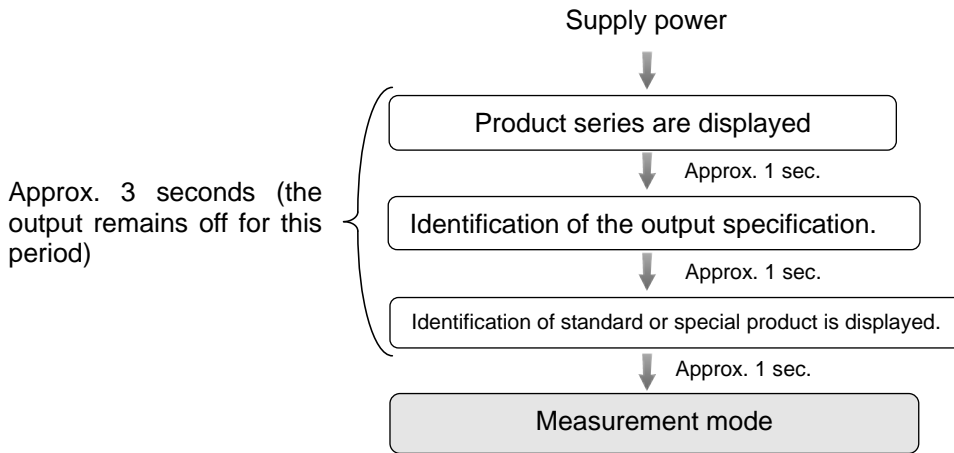 Supply power
Product series are displayed
Approx. 1 sec.
Approx. 3 seconds (the
output remains off for this
period)
Identification of the output specification.
Approx. 1 sec.
Identification of standard or special product is displayed.
Approx. 1 sec.
Measurement mode